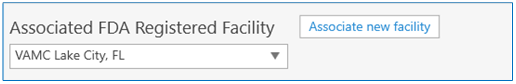 Associated FDA Registered Facility Associate new facility
VAMC Lake City, FL